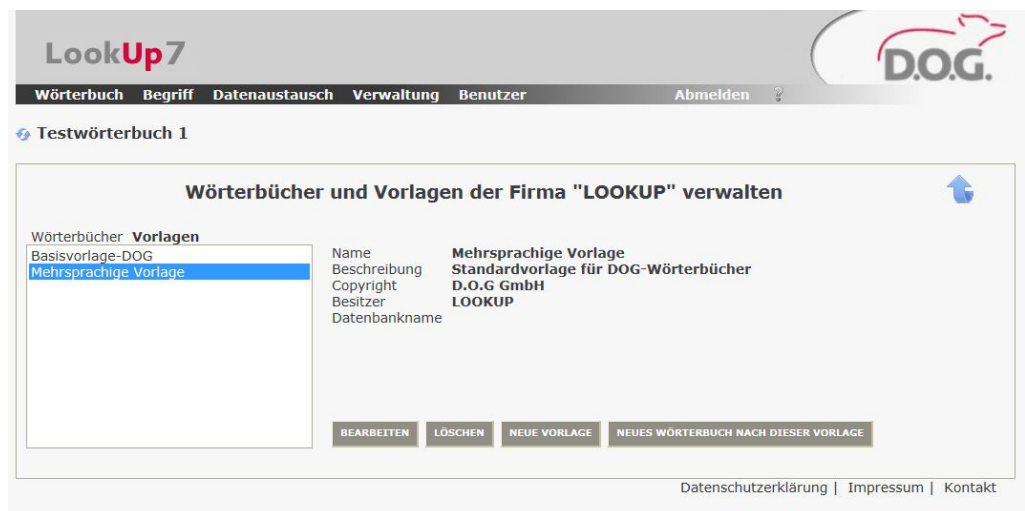 LookUp7
D.O.G.
Wörterbuch Begriff Datenaustausch Verwaltung Benutzer Abmelden ?
Testwörterbuch 1
Wörterbücher und Vorlagen der Firma "LOOKUP" verwalten
Wörterbücher Vorlagen
Basisvorlage-DOG
Mehrsprachige Vorlage
Name Mehrsprachige Vorlage
Beschreibung Standardvorlage für DOG-Wörterbücher
Copyright D.O.G GmbH
Besitzer LOOKUP
Datenbankname
BEARBEITEN LÖSCHEN NEUE VORLAGE NEUES WÖRTERBUCH NACH DIESER VORLAGE
Datenschutzerklärung | Impressum | Kontakt